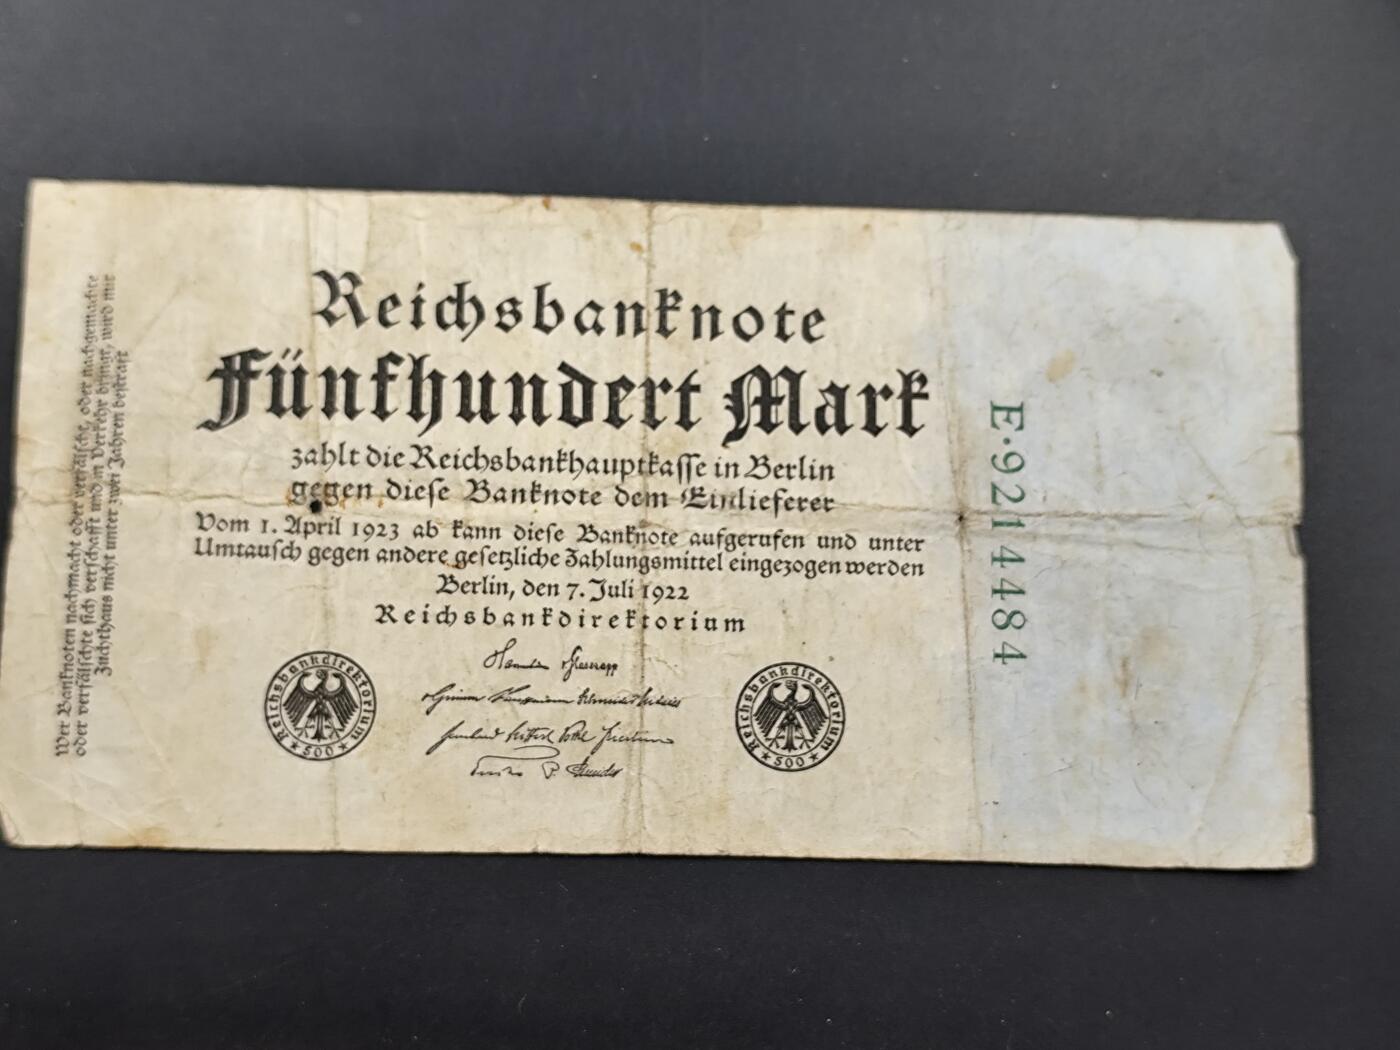 Reichsbanknote
Fünfhundert Mark
zahlt die Reichsbankhauptkasse in Berlin
gegen diese Banknote dem Einlieferer
Vom 1. April 1923 ab kann diese Banknote aufgerufen und unter
Umtausch gegen andere gesetzliche Zahlungsmittel eingezogen werden
Berlin, den 7. Juli 1922
Reichsbankdirektorium
Reichsbankdirektorium
★ 500 ★
Reichsbankdirektorium
★ 500 ★
Wer Banknoten nachmacht oder verfälscht, oder nachgemachte
oder verfälschte sich verschafft und in Verkehr bringt, wird mit
Zuchthaus nicht unter zwei Jahren bestraft
E·9214484